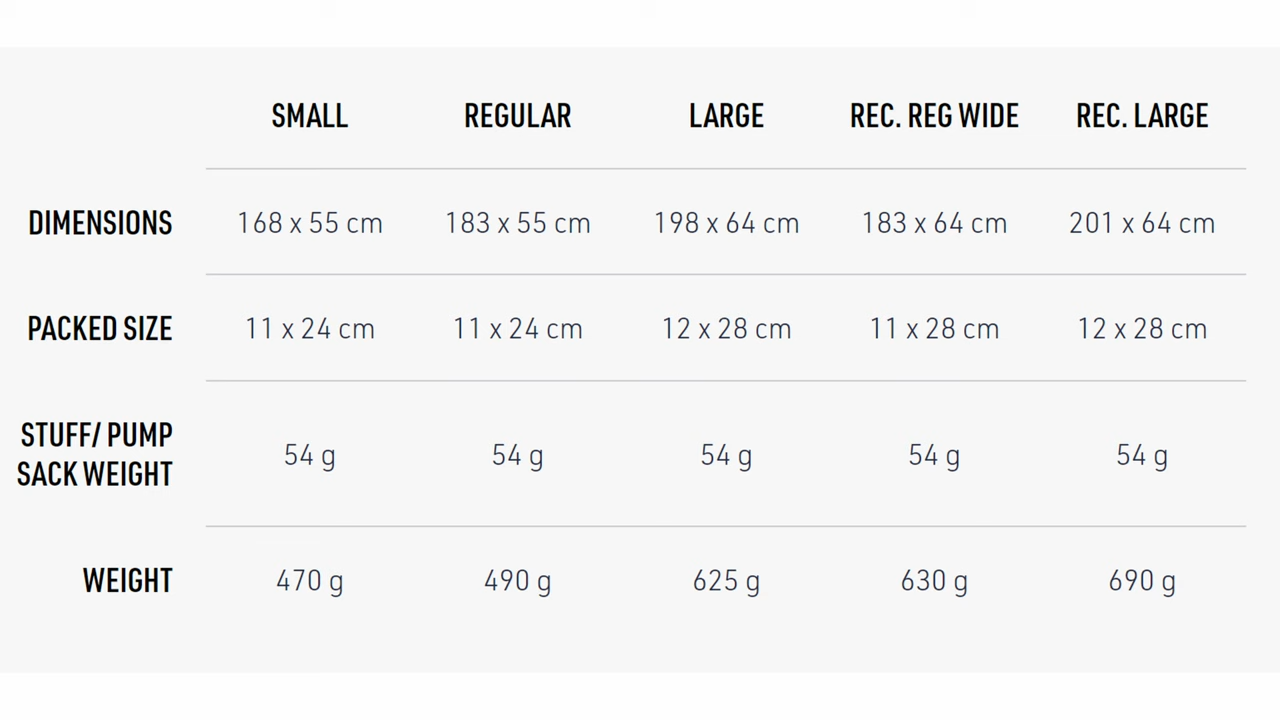 SMALL REGULAR LARGE REC. REG WIDE REC. LARGE
DIMENSIONS 168 x 55 cm 183 x 55 cm 198 x 64 cm 183 x 64 cm 201 x 64 cm
PACKED SIZE 11 x 24 cm 11 x 24 cm 12 x 28 cm 11 x 28 cm 12 x 28 cm
STUFF/ PUMP
SACK WEIGHT 54 g 54 g 54 g 54 g 54 g
WEIGHT 470 g 490 g 625 g 630 g 690 g